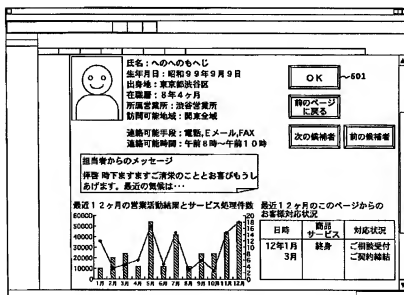 氏名：へのへのもへじ
生年月日：昭和９９年９月９日
出身地：東京都渋谷区
在職暦：８年４ヶ月
所属営業所：渋谷営業所
訪問可能地域：関東全域
連絡可能手段：電話,Ｅメール,FAX
連絡可能時間：午前８時〜午前１０時
ＯＫ
601
前のページ
に戻る
次の候補者
前の候補者
担当者からのメッセージ
拝啓 時下ますますご清栄のこととお喜びもうし
あげます。最近の気候は・・・
最近１２ヶ月の営業活動結果とサービス処理件数
60000
50000
40000
30000
20000
10000
0
20
18
16
14
12
10
8
6
4
2
0
1月 2月 3月 4月 5月 6月 7月 8月 9月 10月 11月 12月
最近１２ヶ月のこのページからの
お客様対応状況
日時 商品サービス 対応状況
12年1月 終身 ご相談受付
3月 ご契約締結